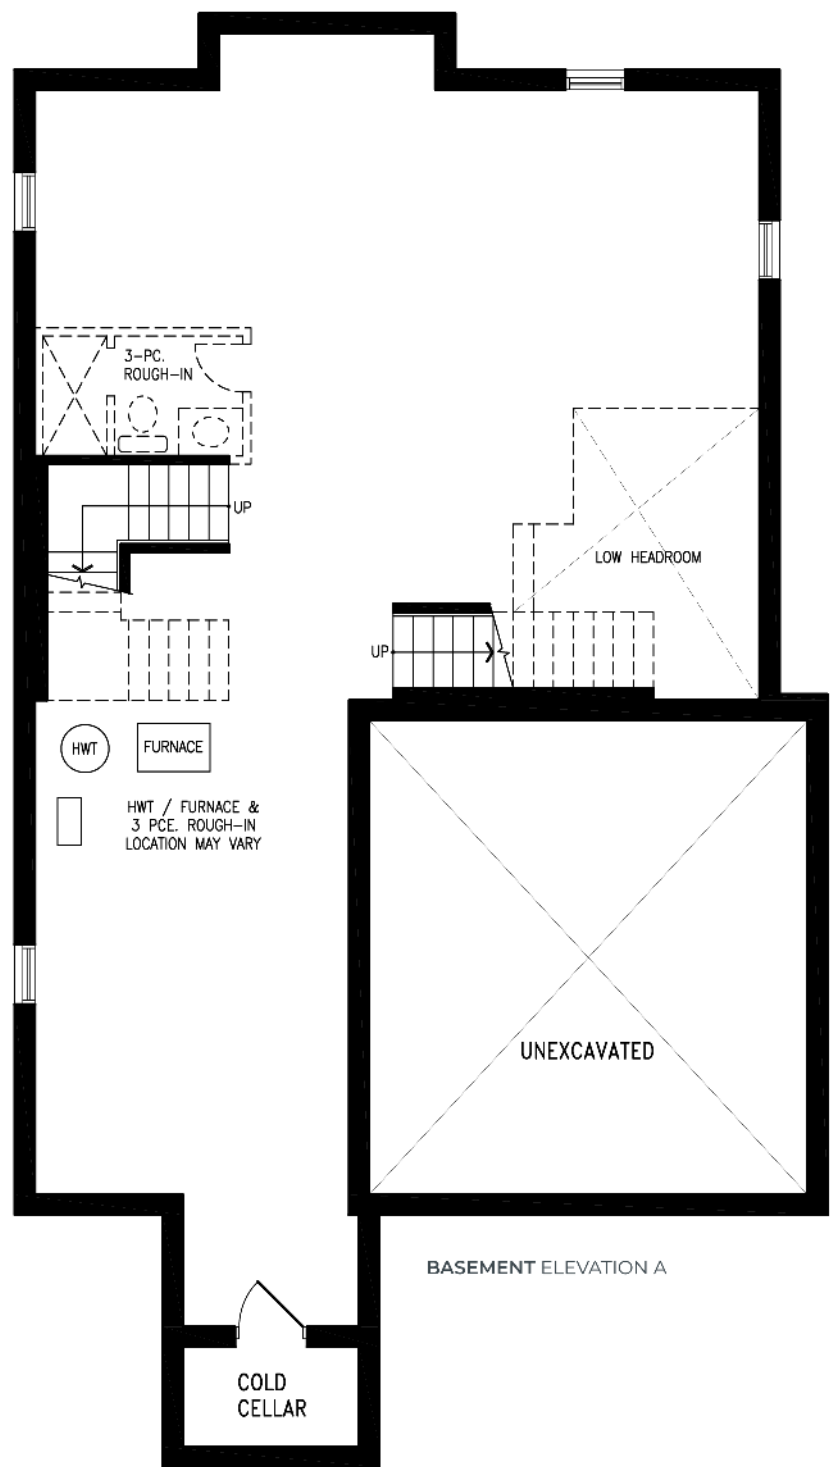 3-PC.
ROUGH-IN
UP
LOW HEADROOM
UP
HWT
FURNACE
HWT / FURNACE &
3 PCE. ROUGH-IN
LOCATION MAY VARY
UNEXCAVATED
BASEMENT ELEVATION A
COLD
CELLAR